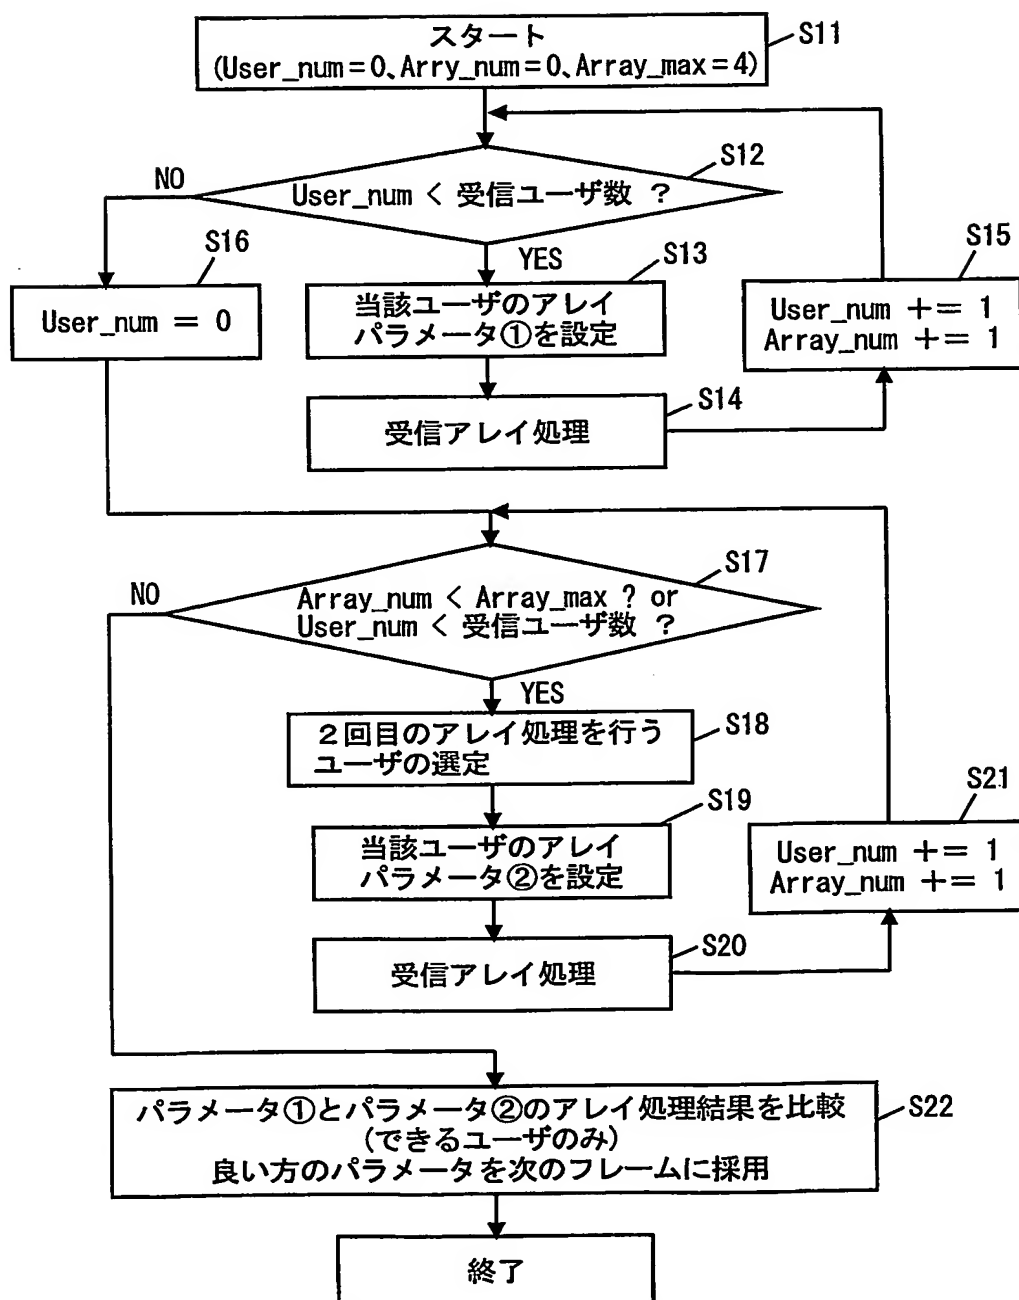 スタート
(User_num=0、Arry_num=0、Array_max=4)
S11
S12
NO
User_num < 受信ユーザ数 ?
YES
S16
User_num = 0
S13
当該ユーザのアレイ
パラメータ①を設定
S15
User_num += 1
Array_num += 1
S14
受信アレイ処理
S17
NO
Array_num < Array_max ? or
User_num < 受信ユーザ数 ?
YES
S18
2回目のアレイ処理を行う
ユーザの選定
S19
当該ユーザのアレイ
パラメータ②を設定
S21
User_num += 1
Array_num += 1
S20
受信アレイ処理
S22
パラメータ①とパラメータ②のアレイ処理結果を比較
(できるユーザのみ)
良い方のパラメータを次のフレームに採用
終了